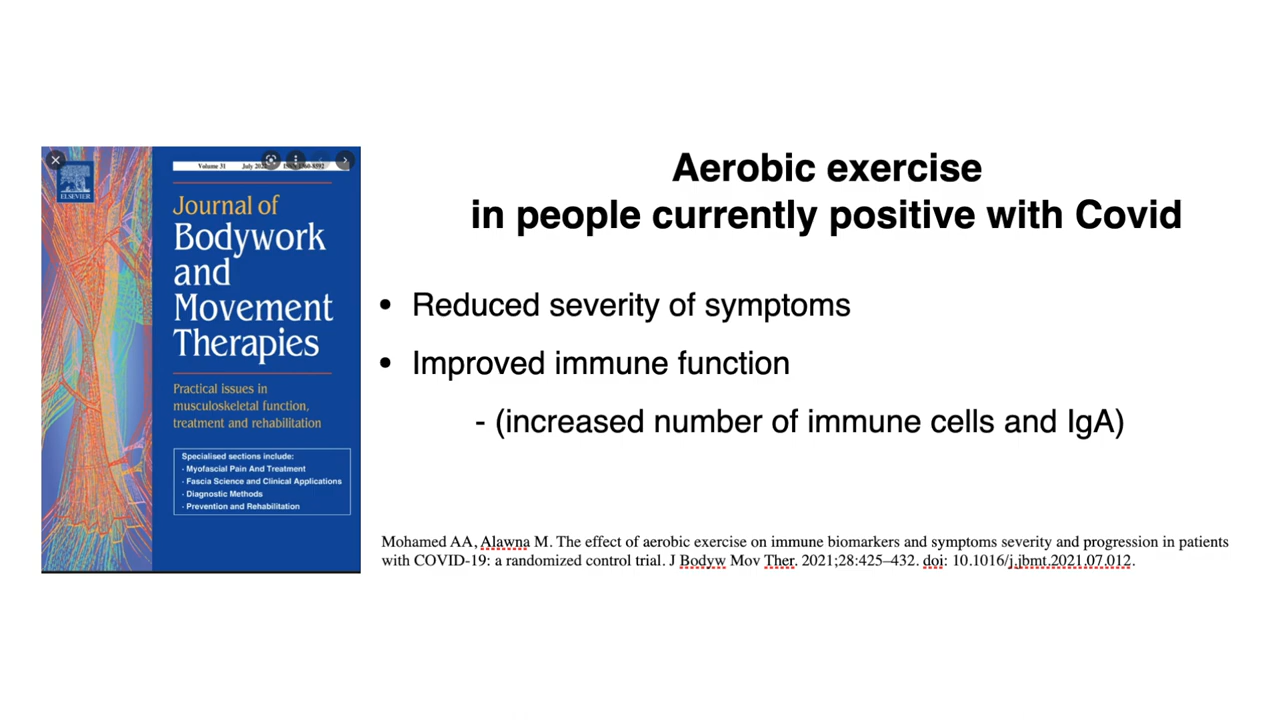 Volume 31 July
ELSEVIER
Journal of
Bodywork
and
Movement
Therapies
Practical issues in
musculoskeletal function,
treatment and rehabilitation
Specialised sections include:
· Myofascial Pain And Treatment
· Fascia Science and Clinical Applications
· Diagnostic Methods
· Prevention and Rehabilitation
Aerobic exercise
in people currently positive with Covid
• Reduced severity of symptoms
• Improved immune function
- (increased number of immune cells and IgA)
Mohamed AA, Alawna M. The effect of aerobic exercise on immune biomarkers and symptoms severity and progression in patients
with COVID-19: a randomized control trial. J Bodyw Mov Ther. 2021;28:425–432. doi: 10.1016/j.jbmt.2021.07.012.